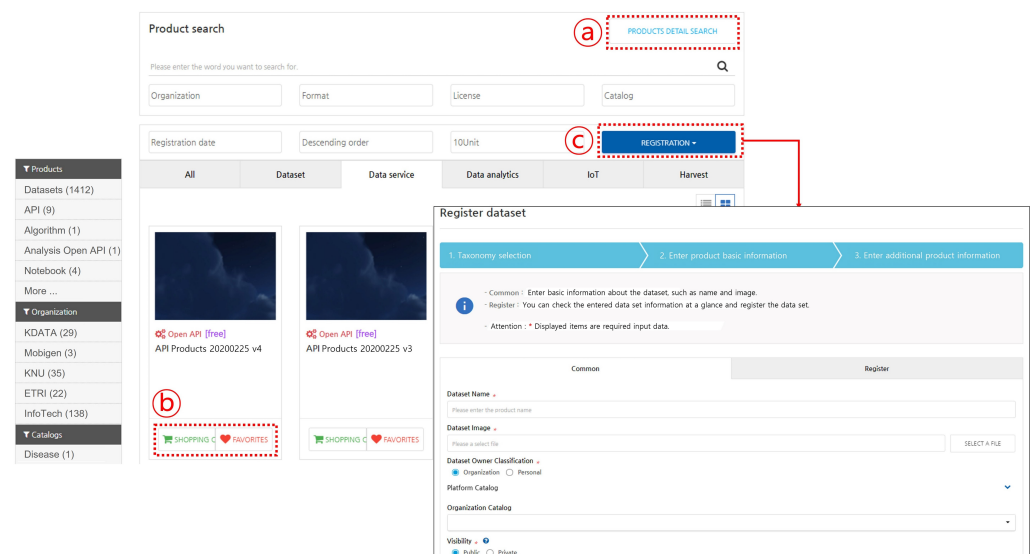 Product search
ⓐ
PRODUCTS DETAIL SEARCH
Please enter the word you want to search for.
Organization
Format
License
Catalog
Registration date
Descending order
10Unit
ⓒ
REGISTRATION
All
Dataset
Data service
Data analytics
IoT
Harvest
Products
Datasets (1412)
API (9)
Algorithm (1)
Analysis Open API (1)
Notebook (4)
More ...
Organization
KDATA (29)
Mobigen (3)
KNU (35)
ETRI (22)
InfoTech (138)
Catalogs
Disease (1)
Open API [free]
API Products 20200225 v4
ⓑ
SHOPPING C
FAVORITES
Open API [free]
API Products 20200225 v3
SHOPPING C
FAVORITES
Register dataset
1. Taxonomy selection
2. Enter product basic information
3. Enter additional product information
- Common : Enter basic information about the dataset, such as name and image.
- Register : You can check the entered data set information at a glance and register the data set.
- Attention : * Displayed items are required input data.
Common
Register
Dataset Name *
Please enter the product name
Dataset Image *
Please a select file
SELECT A FILE
Dataset Owner Classification *
Organization
Personal
Platform Catalog
Organization Catalog
Visibility *
Public
Private